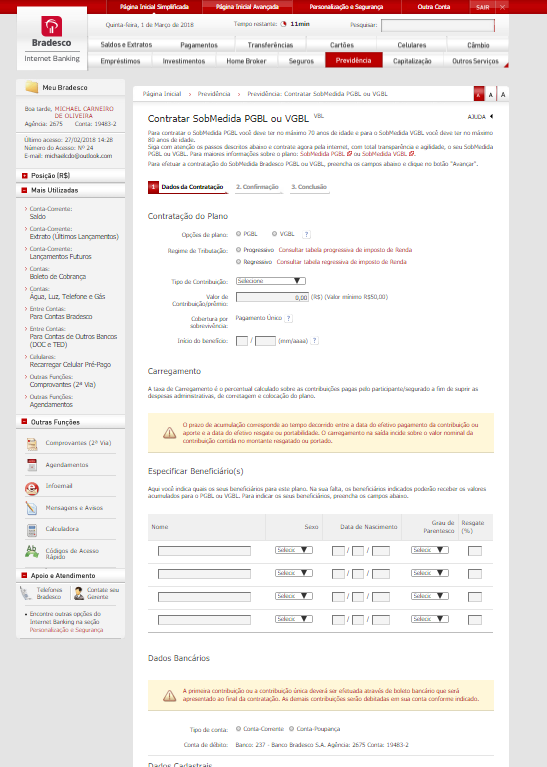 Página Inicial Simplificada
Página Inicial Avançada
Personalização e Segurança
Outra Conta
SAIR ×
Bradesco
Internet Banking
Quinta-feira, 1 de Março de 2018
Tempo restante: 11min
Pesquisar:
Saldos e Extratos
Pagamentos
Transferências
Cartões
Celulares
Câmbio
Empréstimos
Investimentos
Home Broker
Seguros
Previdência
Capitalização
Outros Serviços
Meu Bradesco
Boa tarde, MICHAEL CARNEIRO
DE OLIVEIRA
Agência: 2675 Conta: 19483-2
Último acesso: 27/02/2018 14:28
Número do Acesso: Nº 24
E-mail: michaelcdo@outlook.com
Posição (R$)
Mais Utilizadas
Conta-Corrente:
Saldo
Conta-Corrente:
Extrato (Últimos Lançamentos)
Conta-Corrente:
Lançamentos Futuros
Contas:
Boleto de Cobrança
Contas:
Água, Luz, Telefone e Gás
Entre Contas:
Para Contas Bradesco
Entre Contas:
Para Contas de Outros Bancos
(DOC e TED)
Celulares:
Recarregar Celular Pré-Pago
Outras Funções:
Comprovantes (2ª Via)
Outras Funções:
Agendamentos
Outras Funções
Comprovantes (2ª Via)
Agendamentos
Infoemail
Mensagens e Avisos
Calculadora
Códigos de Acesso
Rápido
Apoio e Atendimento
Telefones
Bradesco
Contate seu
Gerente
• Encontre outras opções do
Internet Banking na seção
Personalização e Segurança
Página Inicial › Previdência › Previdência: Contratar SobMedida PGBL ou VGBL
A A A
Contratar SobMedida PGBL ou VGBL VBL
AJUDA
Para contratar o SobMedida PGBL você deve ter no máximo 70 anos de idade e para o SobMedida VGBL você deve ter no máximo
80 anos de idade.
Siga com atenção os passos descritos abaixo e contrate agora pela internet, com total transparência e agilidade, o seu SobMedida
PGBL ou VGBL. Para maiores informações sobre o plano: SobMedida PGBL ou SobMedida VGBL.
Para efetuar a contratação do SobMedida Bradesco PGBL ou VGBL, preencha os campos abaixo e clique no botão "Avançar".
1 Dados da Contratação
2. Confirmação
3. Conclusão
Contratação do Plano
Opções de plano: PGBL VGBL ?
Regime de Tributação: Progressivo Consultar tabela progressiva de imposto de Renda
Regressivo Consultar tabela regressiva de imposto de Renda
Tipo de Contribuição: Selecione
Valor de
Contribuição/prêmio: 0,00 (R$) (Valor mínimo R$50,00)
Cobertura por
sobrevivência: Pagamento Único ?
Início do benefício: / (mm/aaaa) ?
Carregamento
A taxa de Carregamento é o percentual calculado sobre as contribuições pagas pelo participante/segurado a fim de suprir as
despesas administrativas, de corretagem e colocação do plano.
O prazo de acumulação corresponde ao tempo decorrido entre a data do efetivo pagamento da contribuição ou
aporte e a data do efetivo resgate ou portabilidade. O carregamento na saída incide sobre o valor nominal da
contribuição contida no montante resgatado ou portado.
Especificar Beneficiário(s)
Aqui você indica quais os seus beneficiários para este plano. Na sua falta, os beneficiários indicados poderão receber os valores
acumulados para o PGBL ou VGBL. Para indicar os seus beneficiários, preencha os campos abaixo.
Nome
Sexo
Data de Nascimento
Grau de
Parentesco
Resgate
(%)
Selecic / / Selecic
Selecic / / Selecic
Selecic / / Selecic
Selecic / / Selecic
Dados Bancários
A primeira contribuição ou a contribuição única deverá ser efetuada através de boleto bancário que será
apresentado ao final da contratação. As demais contribuições serão debitadas em sua conta conforme indicado.
Tipo de conta: Conta-Corrente Conta-Poupança
Conta de débito: Banco: 237 - Banco Bradesco S.A. Agência: 2675 Conta: 19483-2
Dados Cadastrais